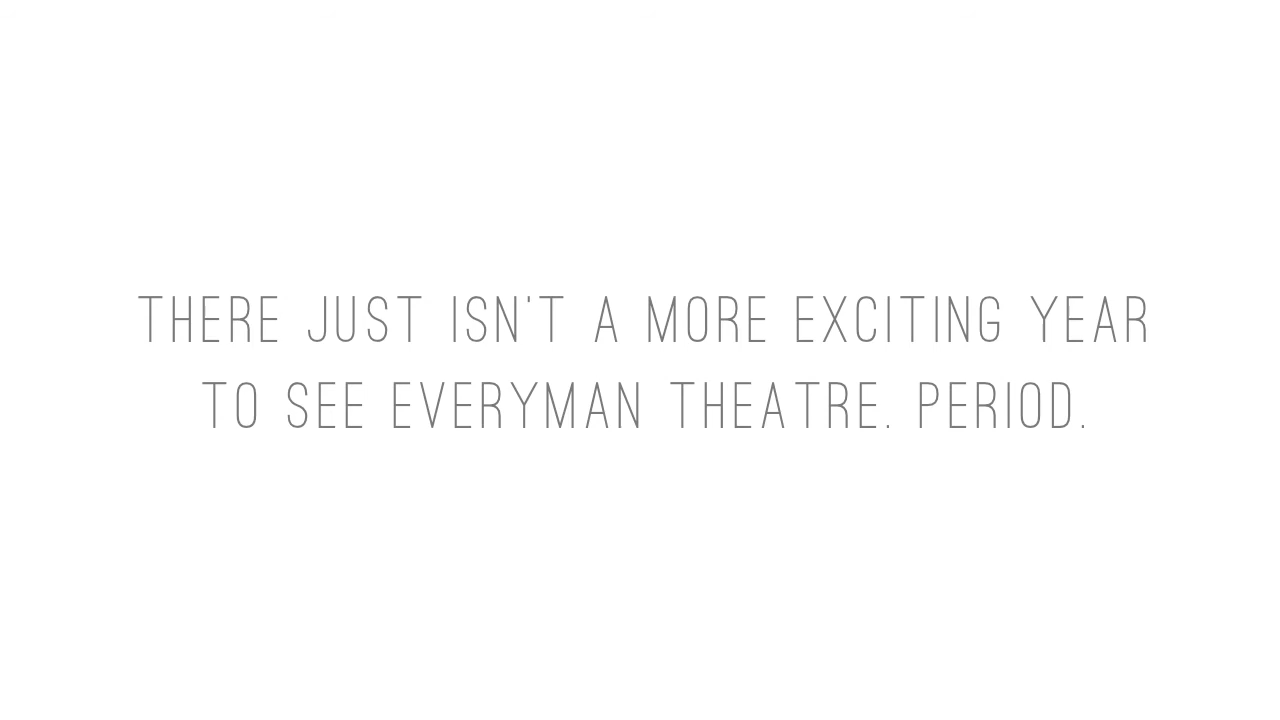 THERE JUST ISN'T A MORE EXCITING YEAR
TO SEE EVERYMAN THEATRE. PERIOD.